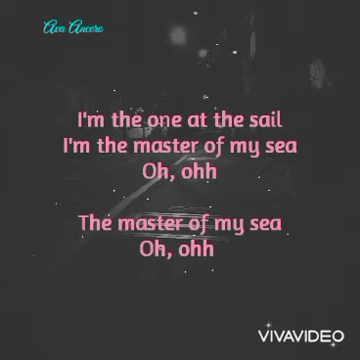 Ava Ancora
I'm the one at the sail
I'm the master of my sea
Oh, ohh
The master of my sea
Oh, ohh
VIVAVIDEO